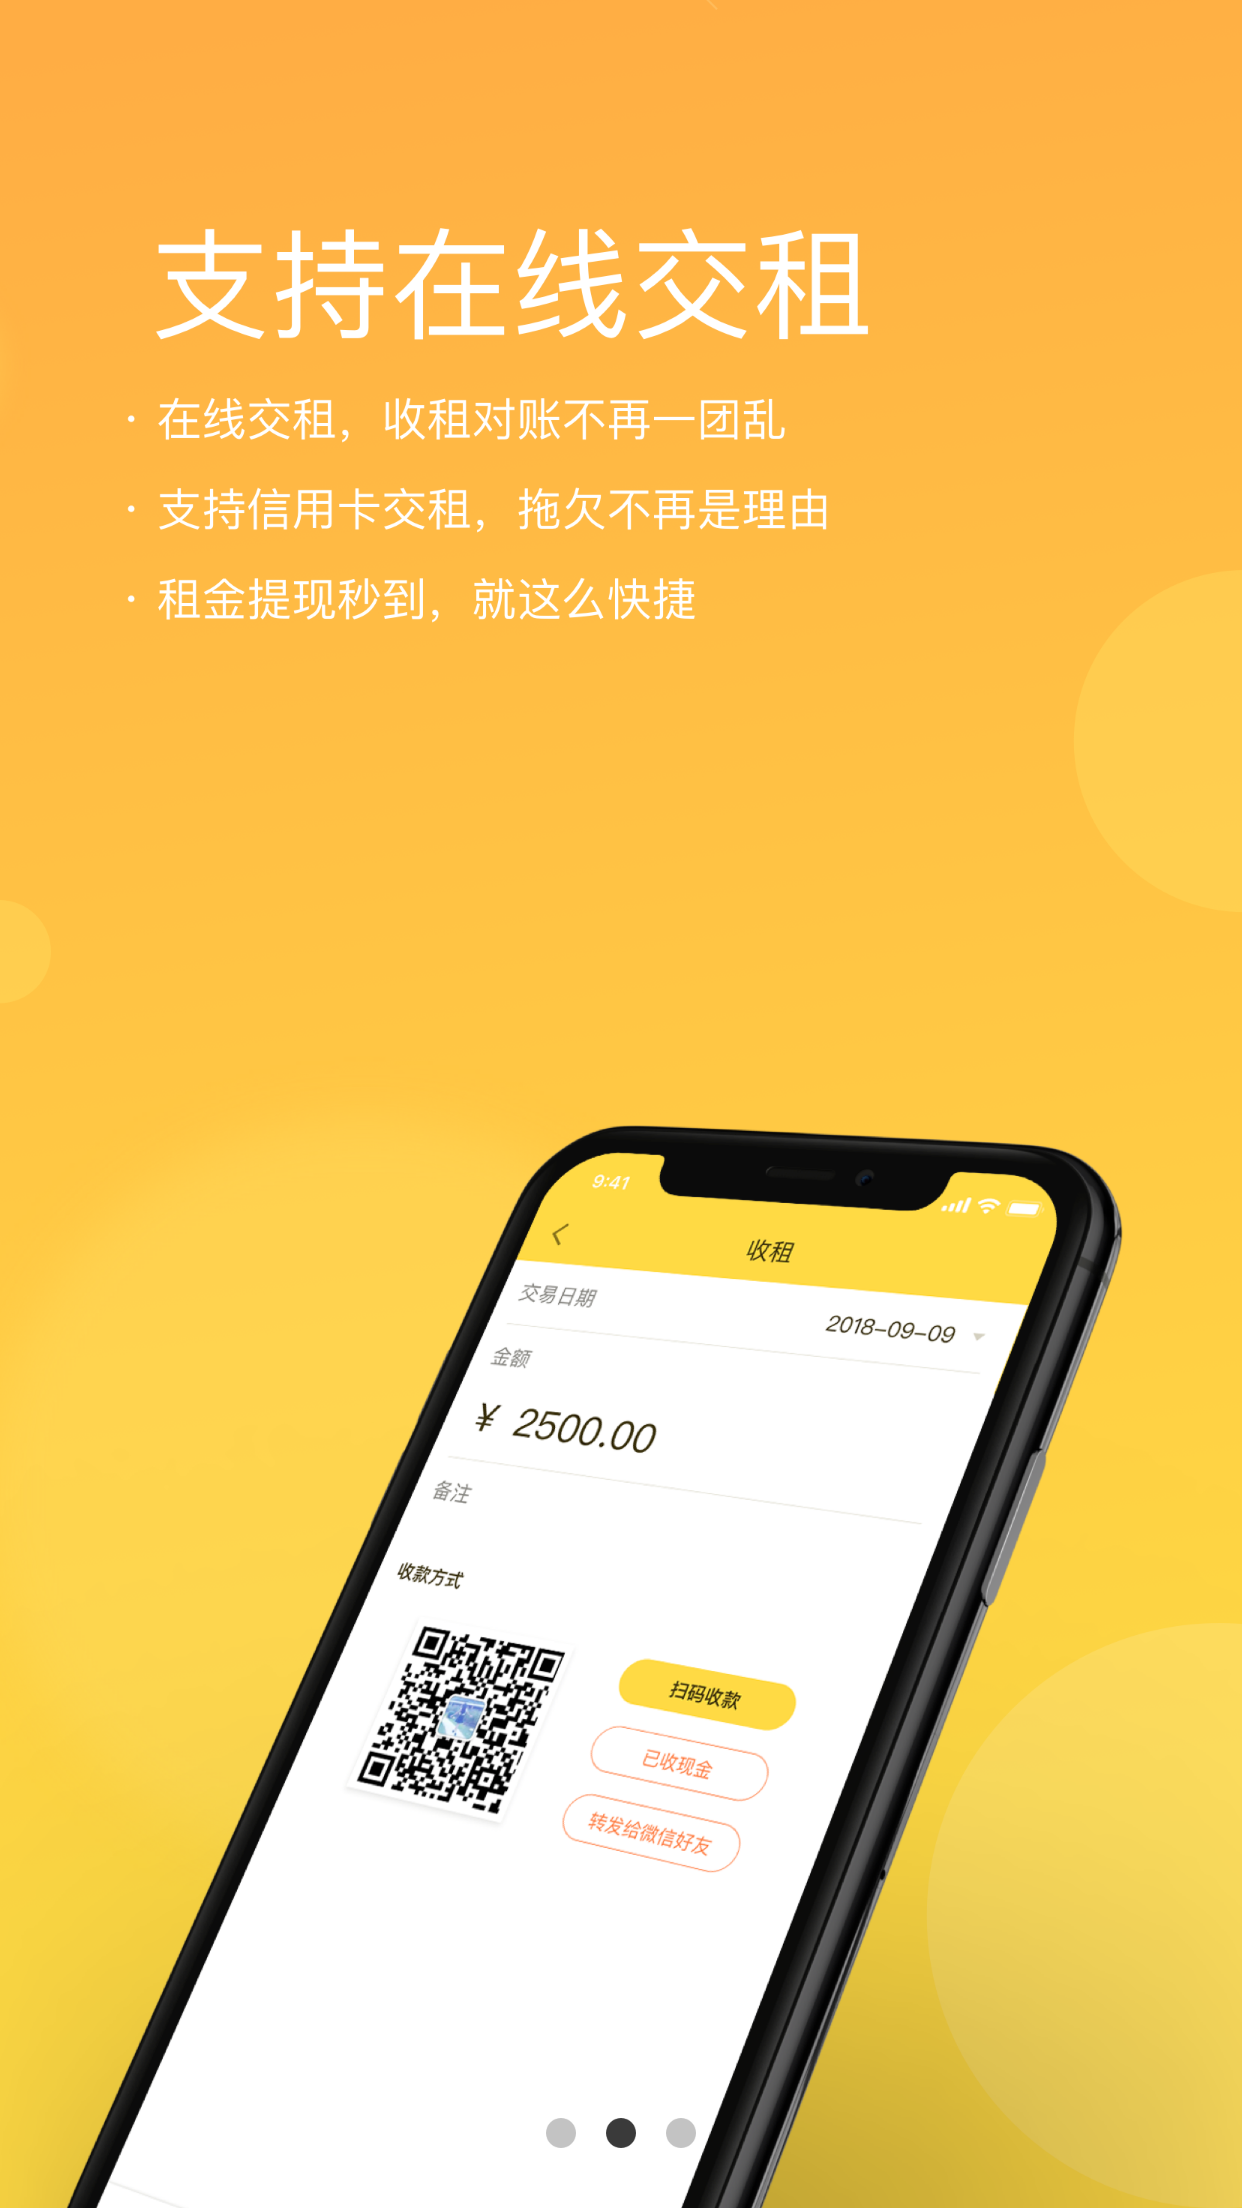 支持在线交租
· 在线交租，收租对账不再一团乱
· 支持信用卡交租，拖欠不再是理由
· 租金提现秒到，就这么快捷
9:41
收租
交易日期
2018-09-09
金额
¥ 2500.00
备注
收款方式
扫码收款
已收现金
转发给微信好友